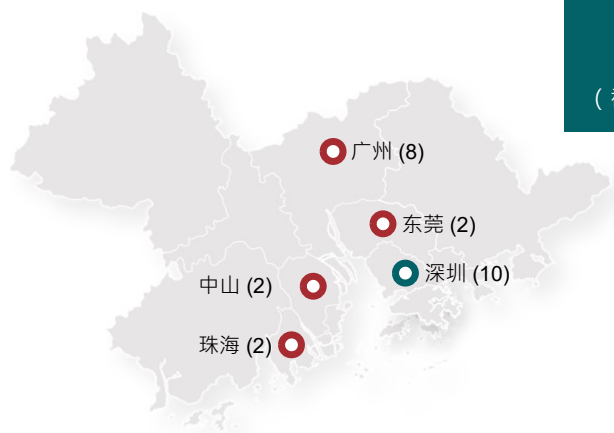 广州 (8)
东莞 (2)
深圳 (10)
中山 (2)
珠海 (2)